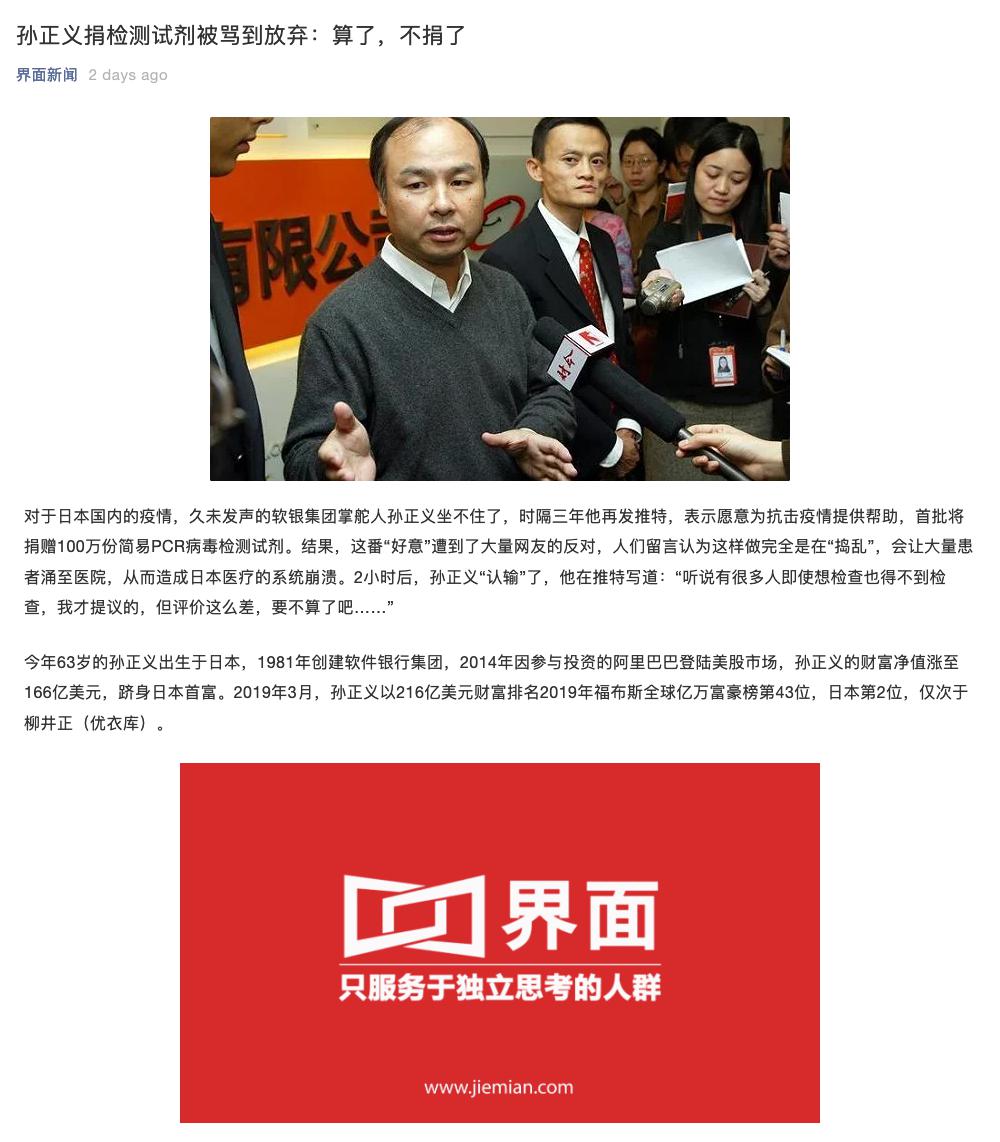 孙正义捐检测试剂被骂到放弃：算了，不捐了
界面新闻 2 days ago
有限公司
对于日本国内的疫情，久未发声的软银集团掌舵人孙正义坐不住了，时隔三年他再发推特，表示愿意为抗击疫情提供帮助，首批将
捐赠100万份简易PCR病毒检测试剂。结果，这番“好意”遭到了大量网友的反对，人们留言认为这样做完全是在“捣乱”，会让大量患
者涌至医院，从而造成日本医疗的系统崩溃。2小时后，孙正义“认输”了，他在推特写道：“听说有很多人即使想检查也得不到检
查，我才提议的，但评价这么差，要不算了吧……”
今年63岁的孙正义出生于日本，1981年创建软件银行集团，2014年因参与投资的阿里巴巴登陆美股市场，孙正义的财富净值涨至
166亿美元，跻身日本首富。2019年3月，孙正义以216亿美元财富排名2019年福布斯全球亿万富豪榜第43位，日本第2位，仅次于
柳井正（优衣库）。
界面
只服务于独立思考的人群
www.jiemian.com